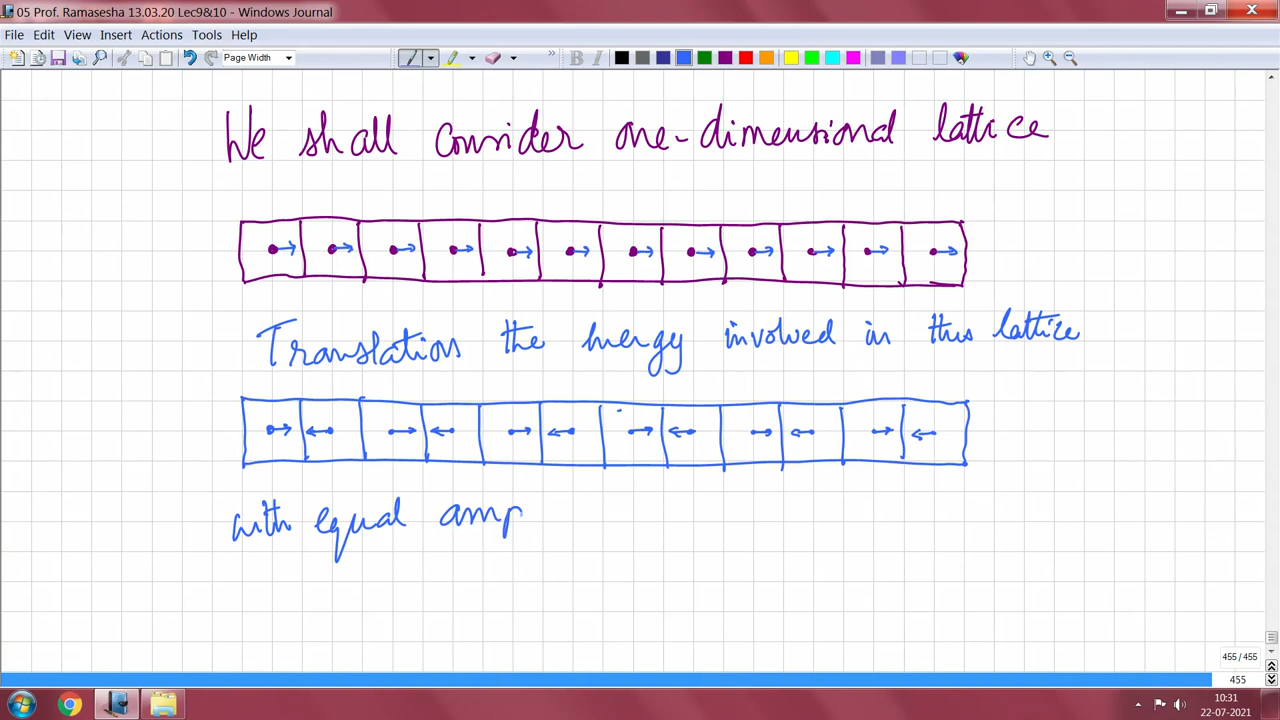 05 Prof. Ramasesha 13.03.20 Lec9&10 - Windows Journal
File Edit View Insert Actions Tools Help
Page Width
B I
We shall consider one-dimensional lattice
Translations the energy involved in this lattice
with equal amp
455 / 455
455
10:31
22-07-2021